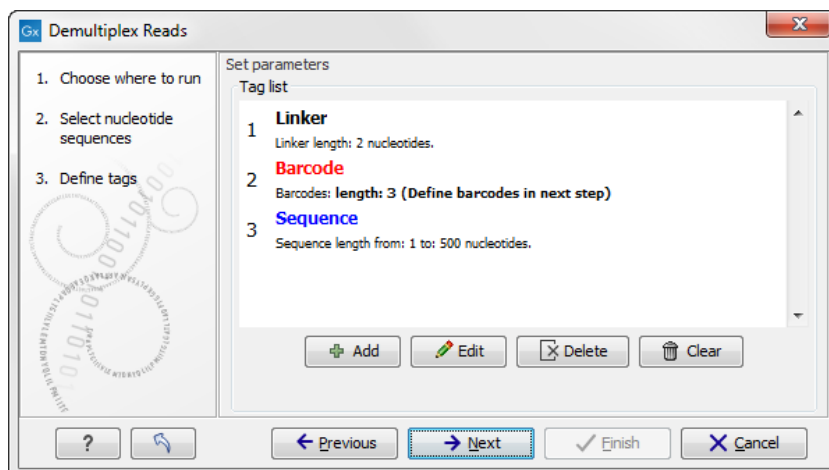 Gx Demultiplex Reads
X
1. Choose where to run
2. Select nucleotide
sequences
3. Define tags
Set parameters
Tag list
1 Linker
Linker length: 2 nucleotides.
2 Barcode
Barcodes: length: 3 (Define barcodes in next step)
3 Sequence
Sequence length from: 1 to: 500 nucleotides.
Add Edit Delete Clear
? Previous Next Finish Cancel